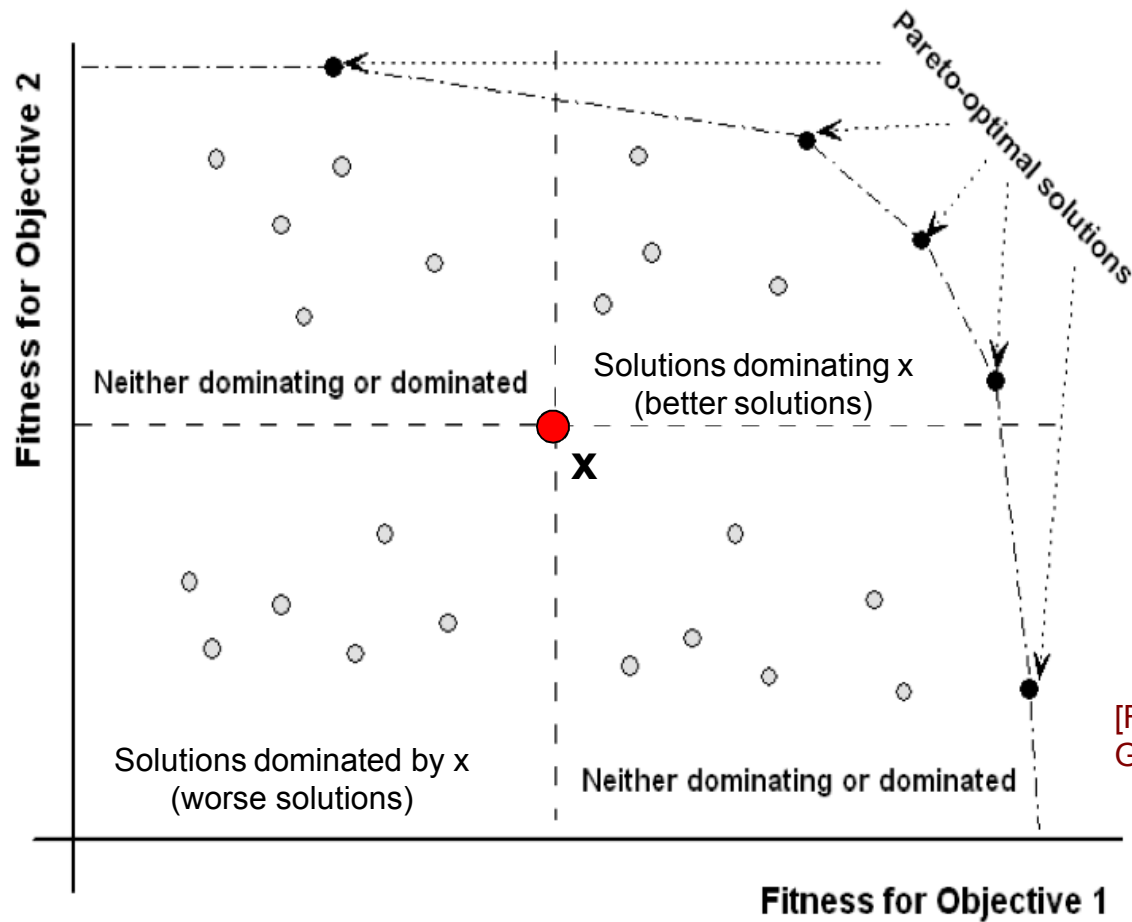 Pareto-optimal solutions
Fitness for Objective 2
Neither dominating or dominated
Solutions dominating x
(better solutions)
x
Solutions dominated by x
(worse solutions)
Neither dominating or dominated
Fitness for Objective 1